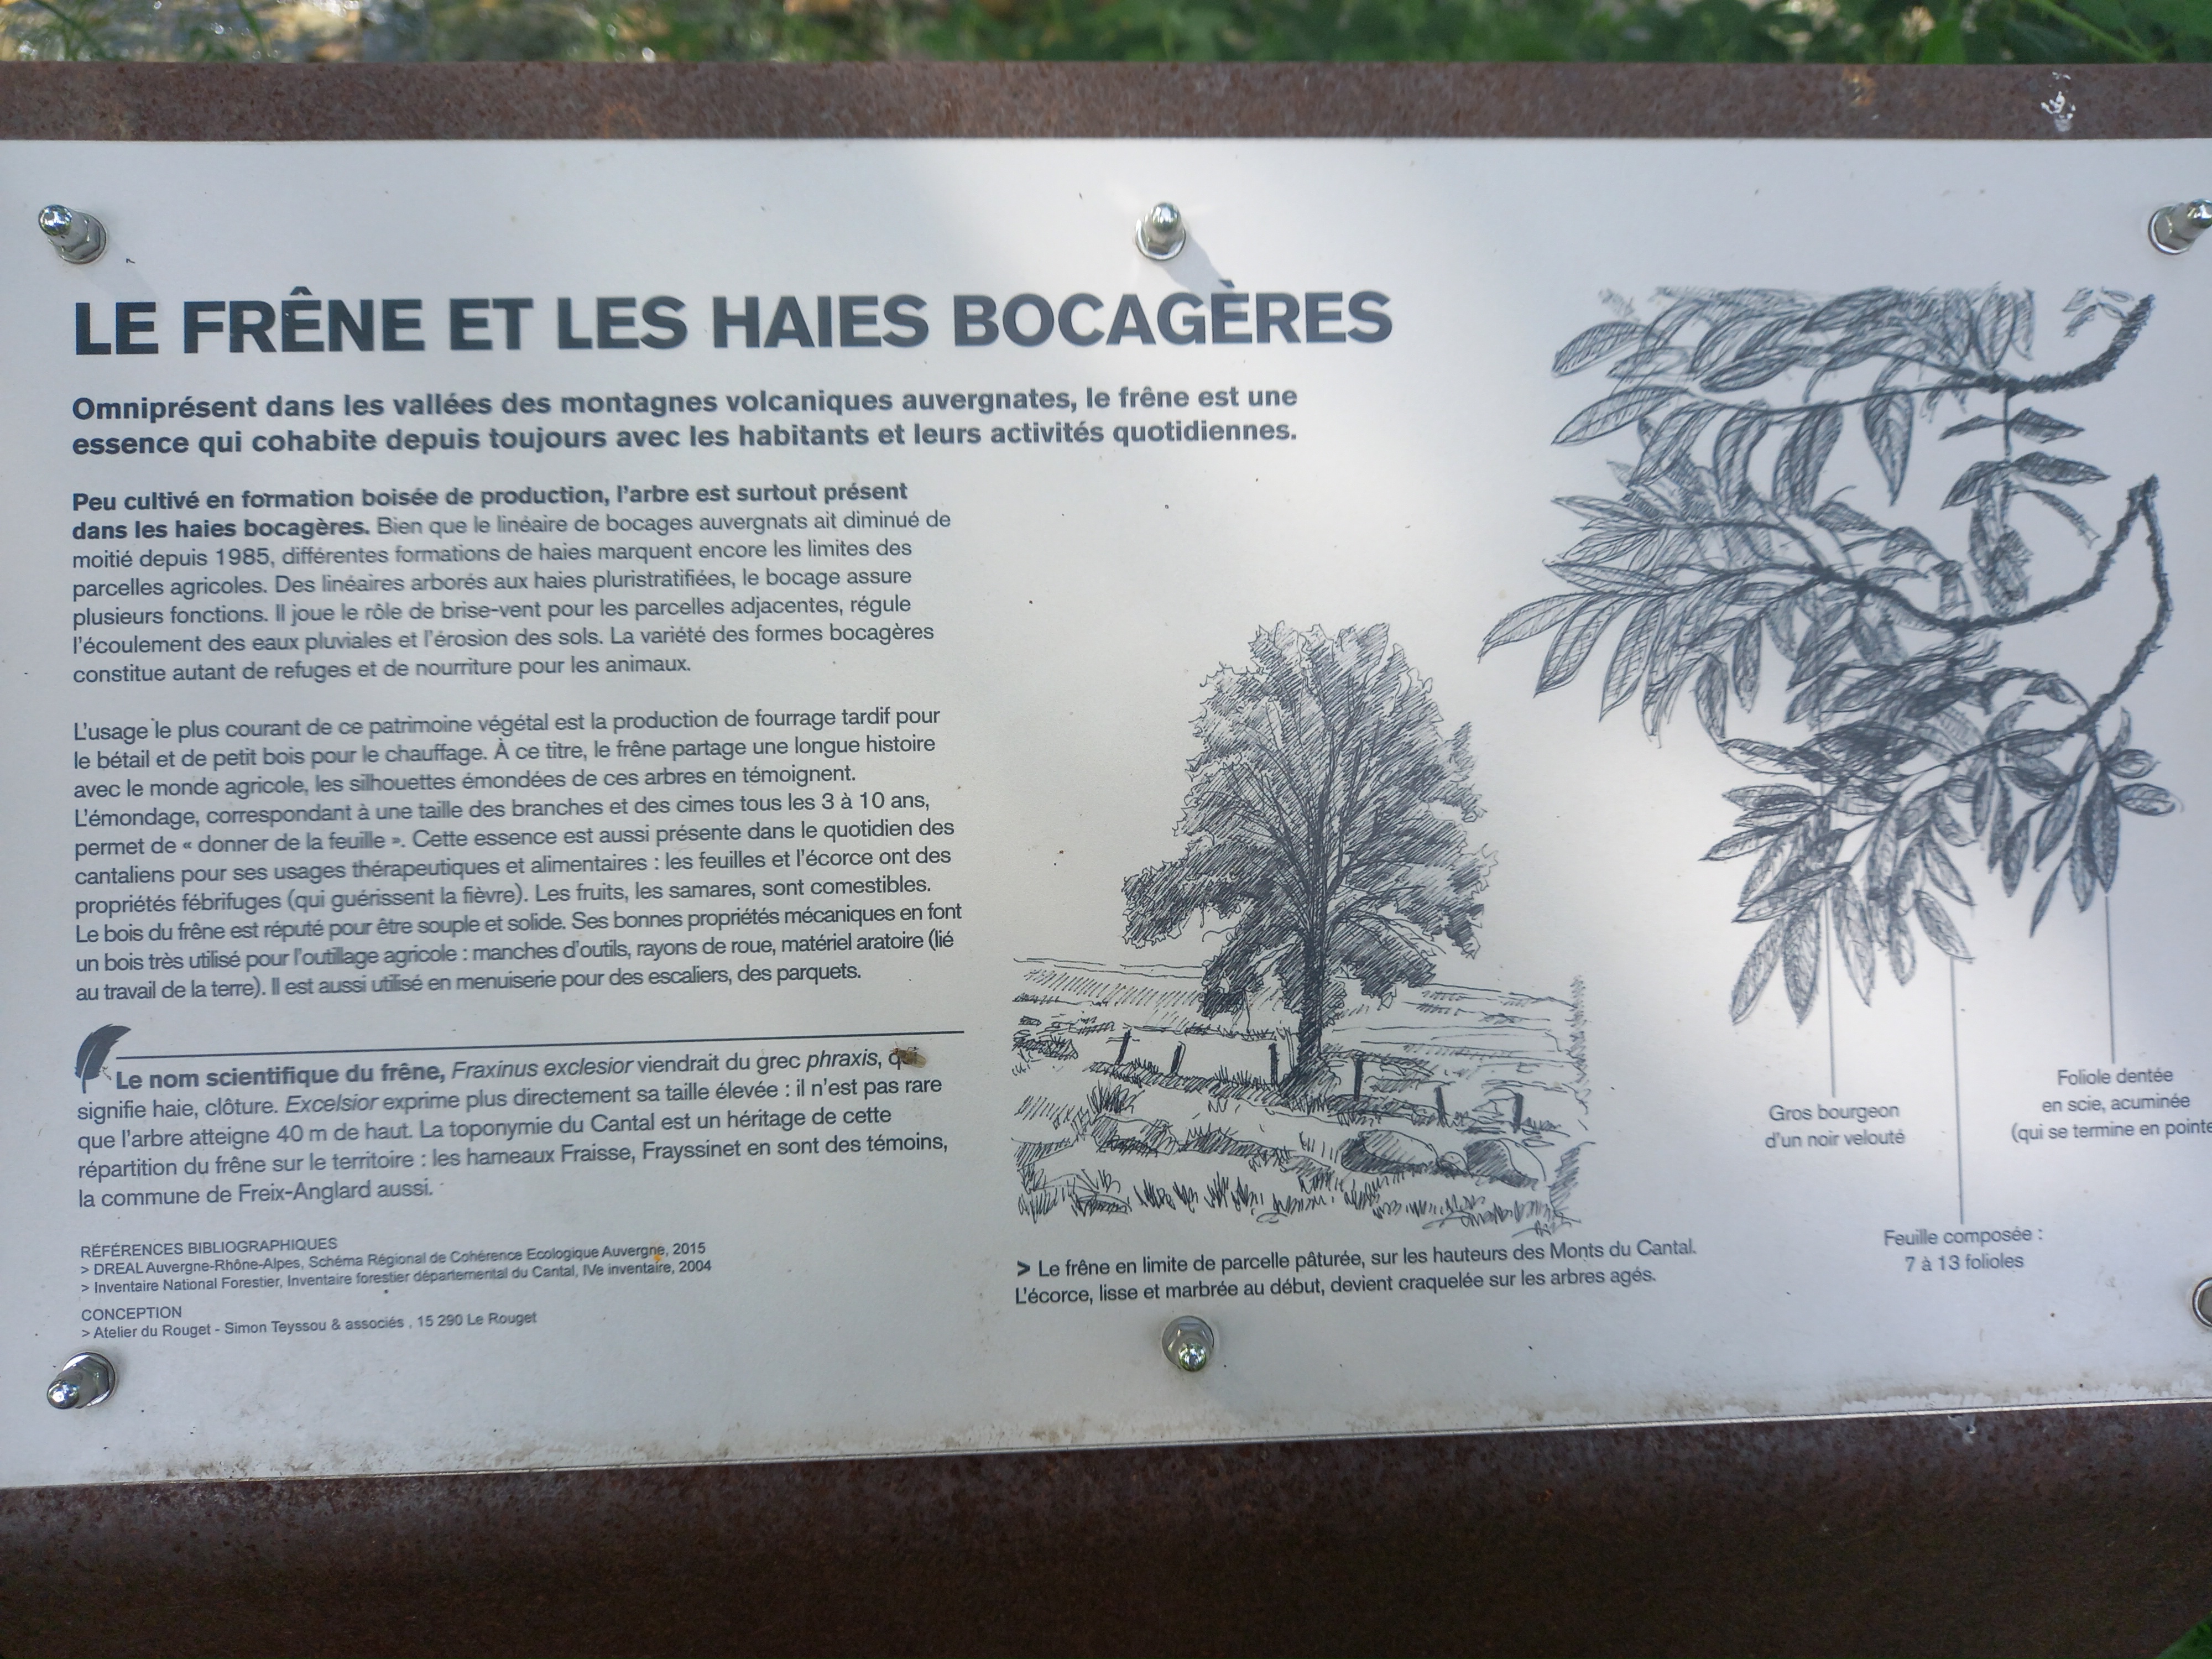 LE FRÊNE ET LES HAIES BOCAGÈRES
Omniprésent dans les vallées des montagnes volcaniques auvergnates, le frêne est une
essence qui cohabite depuis toujours avec les habitants et leurs activités quotidiennes.
Peu cultivé en formation boisée de production, l'arbre est surtout présent
dans les haies bocagères. Bien que le linéaire de bocages auvergnats ait diminué de
moitié depuis 1985, différentes formations de haies marquent encore les limites des
parcelles agricoles. Des linéaires arborés aux haies pluristratifiées, le bocage assure
plusieurs fonctions. Il joue le rôle de brise-vent pour les parcelles adjacentes, régule
l'écoulement des eaux pluviales et l'érosion des sols. La variété des formes bocagères
constitue autant de refuges et de nourriture pour les animaux.
L'usage le plus courant de ce patrimoine végétal est la production de fourrage tardif pour
le bétail et de petit bois pour le chauffage. À ce titre, le frêne partage une longue histoire
avec le monde agricole, les silhouettes émondées de ces arbres en témoignent.
L'émondage, correspondant à une taille des branches et des cimes tous les 3 à 10 ans,
permet de « donner de la feuille ». Cette essence est aussi présente dans le quotidien des
cantaliens pour ses usages thérapeutiques et alimentaires : les feuilles et l'écorce ont des
propriétés fébrifuges (qui guérissent la fièvre). Les fruits, les samares, sont comestibles.
Le bois du frêne est réputé pour être souple et solide. Ses bonnes propriétés mécaniques en font
un bois très utilisé pour l'outillage agricole : manches d'outils, rayons de roue, matériel aratoire (lié
au travail de la terre). Il est aussi utilisé en menuiserie pour des escaliers, des parquets.
Le nom scientifique du frêne, Fraxinus exclesior viendrait du grec phraxis, qui
signifie haie, clôture. Excelsior exprime plus directement sa taille élevée : il n'est pas rare
que l'arbre atteigne 40 m de haut. La toponymie du Cantal est un héritage de cette
répartition du frêne sur le territoire : les hameaux Fraisse, Frayssinet en sont des témoins,
la commune de Freix-Anglard aussi.
RÉFÉRENCES BIBLIOGRAPHIQUES
> DREAL Auvergne-Rhône-Alpes, Schéma Régional de Cohérence Ecologique Auvergne, 2015
> Inventaire National Forestier, Inventaire forestier départemental du Cantal, IVe inventaire, 2004
CONCEPTION
> Atelier du Rouget - Simon Teyssou & associés , 15 290 Le Rouget
> Le frêne en limite de parcelle pâturée, sur les hauteurs des Monts du Cantal.
L'écorce, lisse et marbrée au début, devient craquelée sur les arbres agés.
Gros bourgeon
d'un noir velouté
Feuille composée :
7 à 13 folioles
Foliole dentée
en scie, acuminée
(qui se termine en pointe